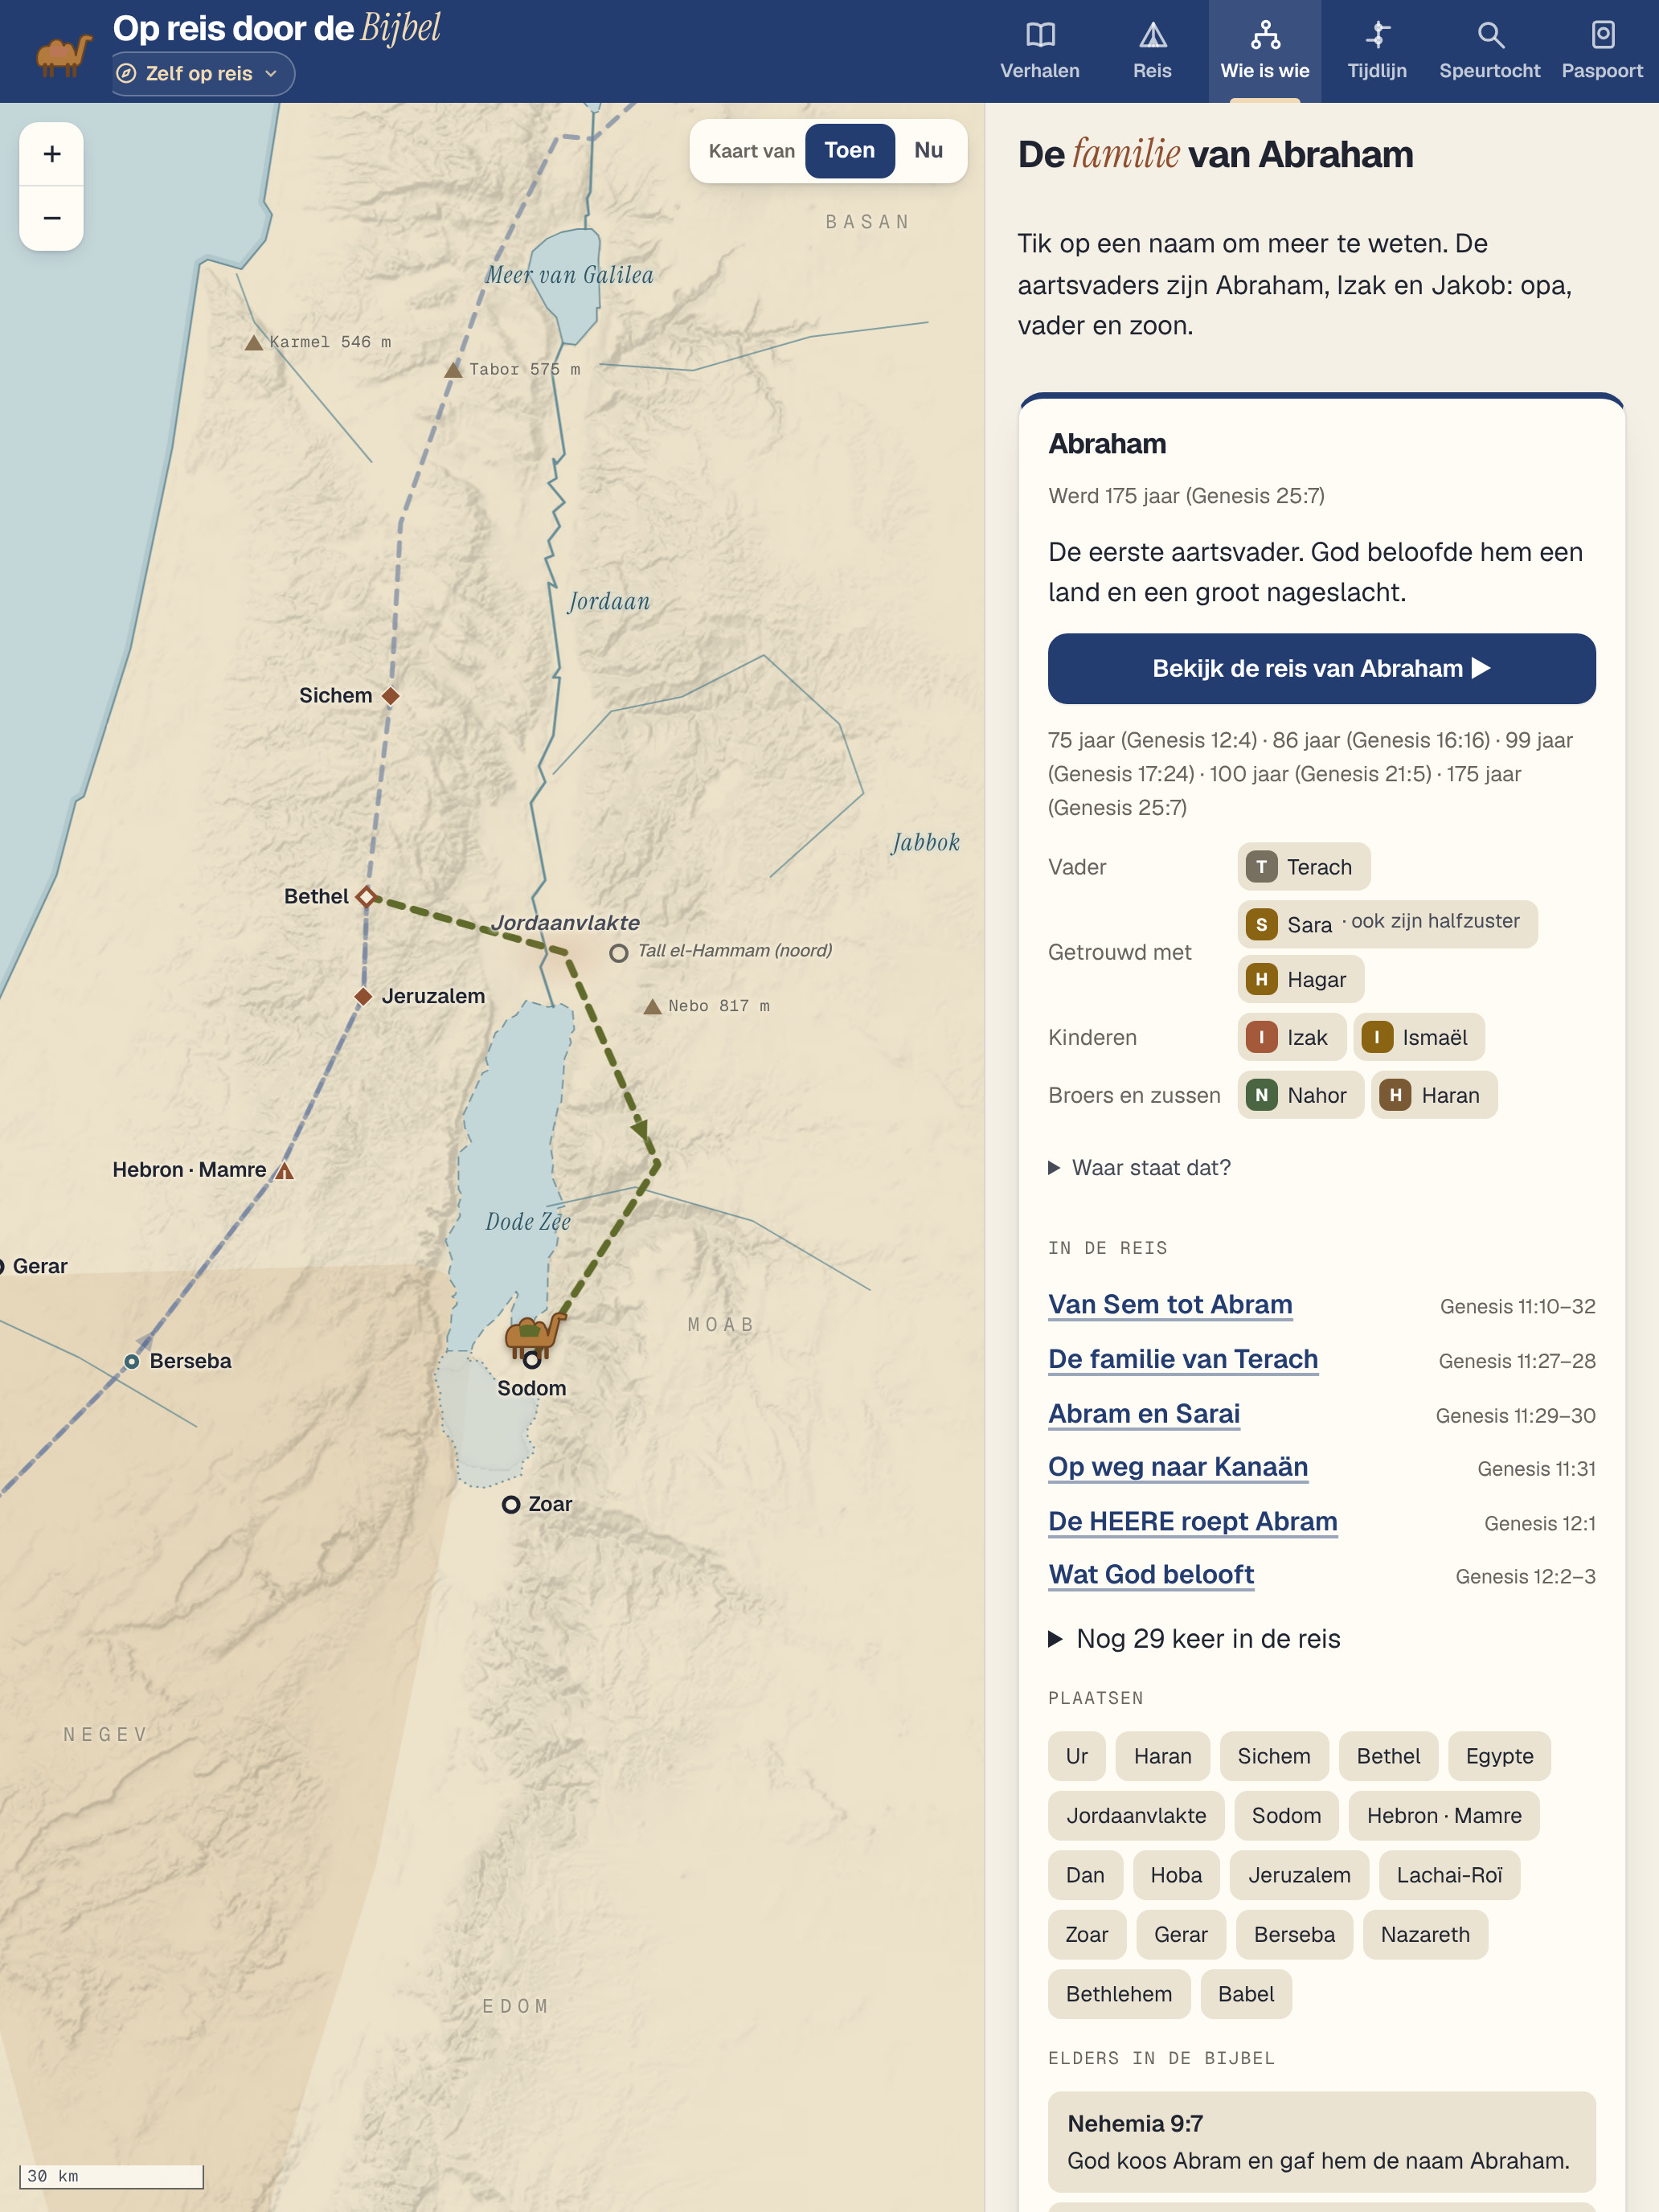 Op reis door de Bijbel
Zelf op reis
Verhalen
Reis
Wie is wie
Tijdlijn
Speurtocht
Paspoort
+
−
Kaart van Toen Nu
BASAN
Meer van Galilea
Karmel 546 m
Tabor 575 m
Jordaan
Sichem
Jabbok
Bethel
Jordaanvlakte
Tall el-Hammam (noord)
Jeruzalem
Nebo 817 m
Hebron · Mamre
Dode Zee
Gerar
MOAB
Berseba
Sodom
Zoar
NEGEV
EDOM
30 km
De familie van Abraham
Tik op een naam om meer te weten. De
aartsvaders zijn Abraham, Izak en Jakob: opa,
vader en zoon.
Abraham
Werd 175 jaar (Genesis 25:7)
De eerste aartsvader. God beloofde hem een
land en een groot nageslacht.
Bekijk de reis van Abraham ▶
75 jaar (Genesis 12:4) · 86 jaar (Genesis 16:16) · 99 jaar
(Genesis 17:24) · 100 jaar (Genesis 21:5) · 175 jaar
(Genesis 25:7)
Vader T Terach
Getrouwd met S Sara · ook zijn halfzuster
H Hagar
Kinderen I Izak I Ismaël
Broers en zussen N Nahor H Haran
▶ Waar staat dat?
IN DE REIS
Van Sem tot Abram Genesis 11:10–32
De familie van Terach Genesis 11:27–28
Abram en Sarai Genesis 11:29–30
Op weg naar Kanaän Genesis 11:31
De HEERE roept Abram Genesis 12:1
Wat God belooft Genesis 12:2–3
▶ Nog 29 keer in de reis
PLAATSEN
Ur Haran Sichem Bethel Egypte
Jordaanvlakte Sodom Hebron · Mamre
Dan Hoba Jeruzalem Lachai-Roï
Zoar Gerar Berseba Nazareth
Bethlehem Babel
ELDERS IN DE BIJBEL
Nehemia 9:7
God koos Abram en gaf hem de naam Abraham.